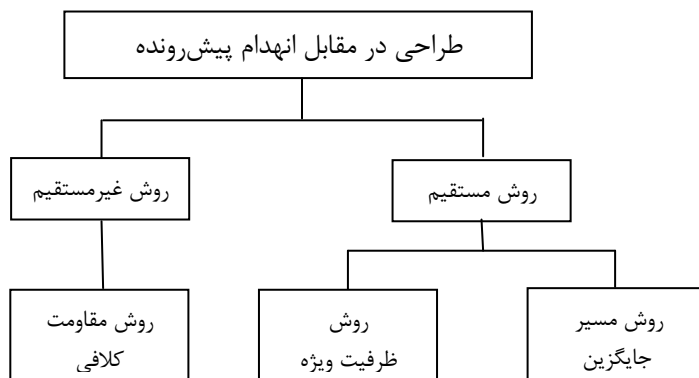 طراحی در مقابل انهدام پیش‌رونده
روش مستقیم
روش غیرمستقیم
روش مسیر
جایگزین
روش
ظرفیت ویژه
روش مقاومت
کلافی